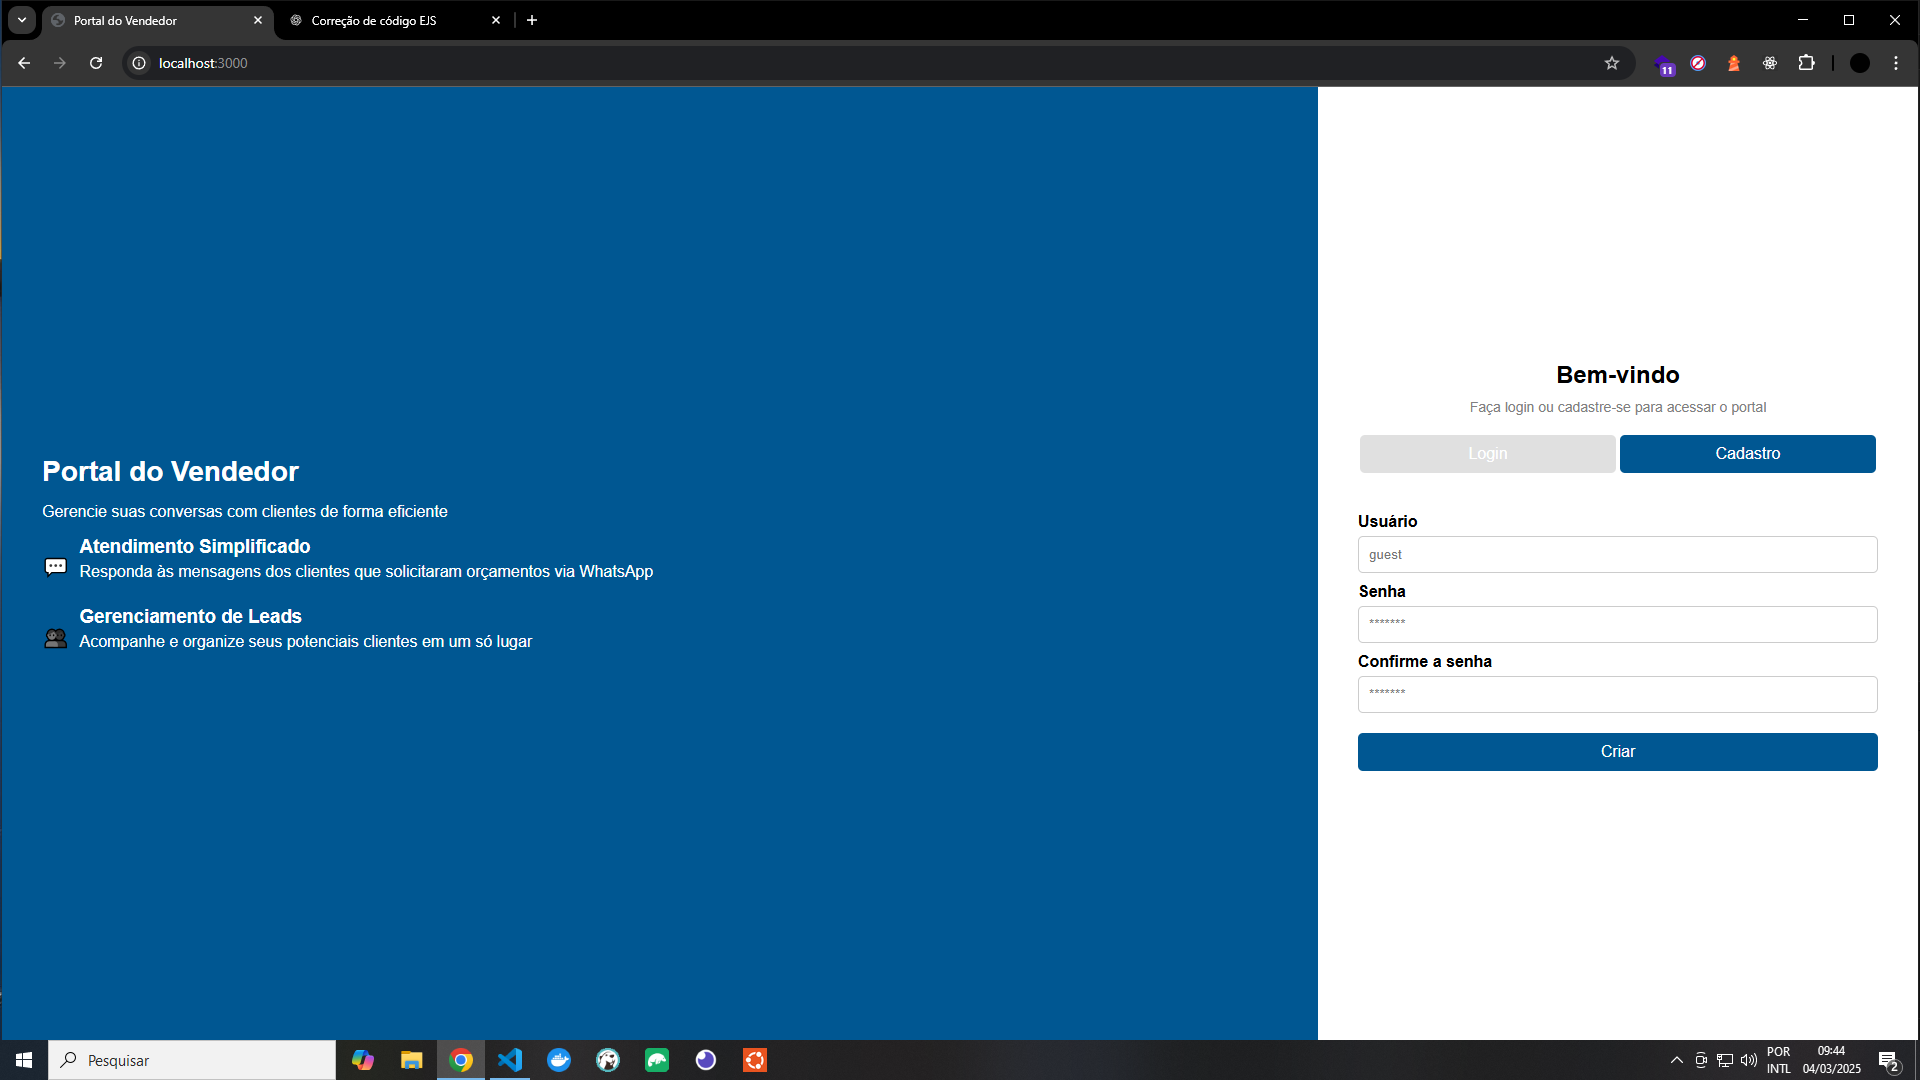 Portal do Vendedor
Correção de código EJS
localhost:3000
11
Portal do Vendedor
Gerencie suas conversas com clientes de forma eficiente
Atendimento Simplificado
Responda às mensagens dos clientes que solicitaram orçamentos via WhatsApp
Gerenciamento de Leads
Acompanhe e organize seus potenciais clientes em um só lugar
Bem-vindo
Faça login ou cadastre-se para acessar o portal
Login
Cadastro
Usuário
guest
Senha
*******
Confirme a senha
*******
Criar
Pesquisar
POR
INTL
09:44
04/03/2025
2